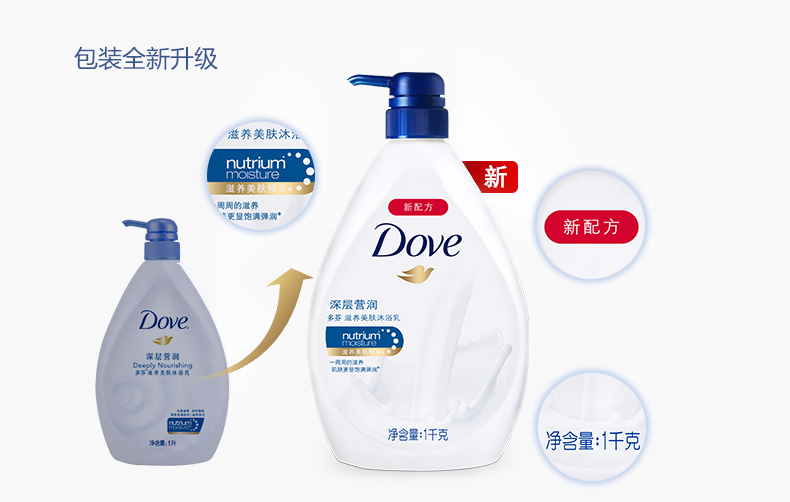 包装全新升级
滋养美肤沐浴
nutrium
moisture
滋养美肤精华
一周周的滋养
肌肤更显饱满弹润*
新
新配方
Dove
深层营润
多芬 滋养美肤沐浴乳
nutrium
moisture
滋养美肤精华
一周周的滋养
肌肤更显饱满弹润*
净含量:1千克
新配方
净含量:1千克
Dove
深层营润
Deeply Nourishing
多芬 滋养美肤沐浴乳
nutrium
moisture
净含量:1升